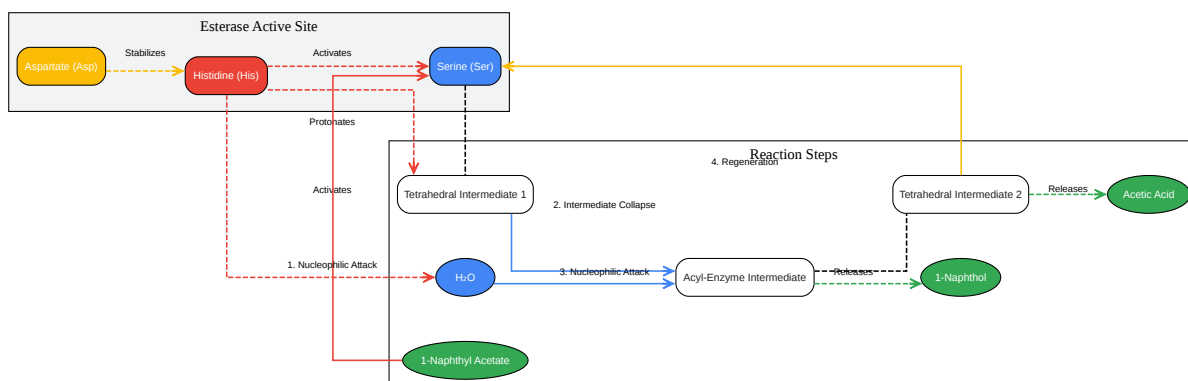 Esterase Active Site
Aspartate (Asp)
Stabilizes
Histidine (His)
Activates
Serine (Ser)
Protonates
Reaction Steps
4. Regeneration
Activates
Tetrahedral Intermediate 1
2. Intermediate Collapse
Tetrahedral Intermediate 2
Releases
Acetic Acid
1. Nucleophilic Attack
H₂O
3. Nucleophilic Attack
Acyl-Enzyme Intermediate
Releases
1-Naphthol
1-Naphthyl Acetate